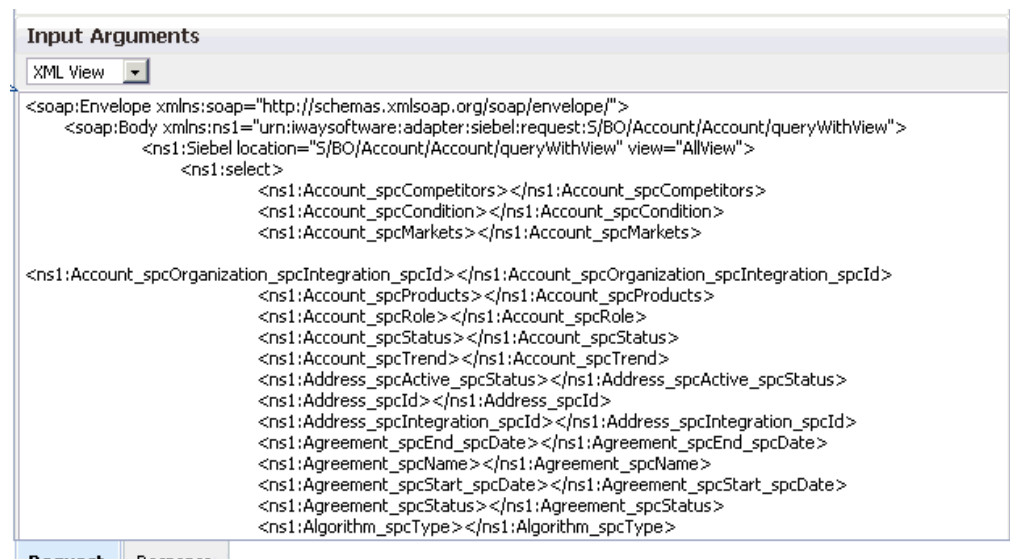 Input Arguments
XML View
<soap:Envelope xmlns:soap="http://schemas.xmlsoap.org/soap/envelope/">
<soap:Body xmlns:ns1="urn:iwaysoftware:adapter:siebel:request:S/BO/Account/Account/queryWithView">
<ns1:Siebel location="S/BO/Account/Account/queryWithView" view="AllView">
<ns1:select>
<ns1:Account_spcCompetitors></ns1:Account_spcCompetitors>
<ns1:Account_spcCondition></ns1:Account_spcCondition>
<ns1:Account_spcMarkets></ns1:Account_spcMarkets>
<ns1:Account_spcOrganization_spcIntegration_spcId></ns1:Account_spcOrganization_spcIntegration_spcId>
<ns1:Account_spcProducts></ns1:Account_spcProducts>
<ns1:Account_spcRole></ns1:Account_spcRole>
<ns1:Account_spcStatus></ns1:Account_spcStatus>
<ns1:Account_spcTrend></ns1:Account_spcTrend>
<ns1:Address_spcActive_spcStatus></ns1:Address_spcActive_spcStatus>
<ns1:Address_spcId></ns1:Address_spcId>
<ns1:Address_spcIntegration_spcId></ns1:Address_spcIntegration_spcId>
<ns1:Agreement_spcEnd_spcDate></ns1:Agreement_spcEnd_spcDate>
<ns1:Agreement_spcName></ns1:Agreement_spcName>
<ns1:Agreement_spcStart_spcDate></ns1:Agreement_spcStart_spcDate>
<ns1:Agreement_spcStatus></ns1:Agreement_spcStatus>
<ns1:Algorithm_spcType></ns1:Algorithm_spcType>